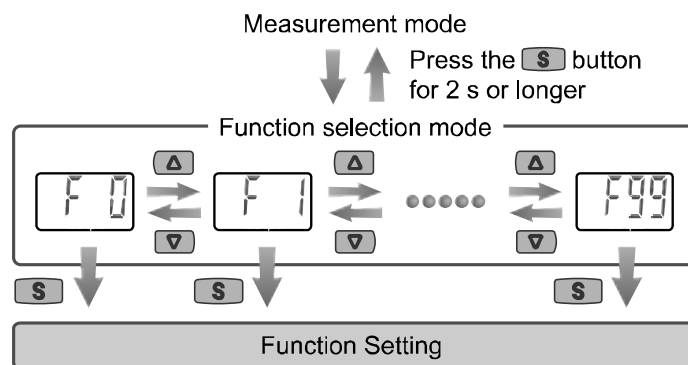 Measurement mode
Press the S button
for 2 s or longer
Function selection mode
F 0
F 1
F99
S
S
S
Function Setting